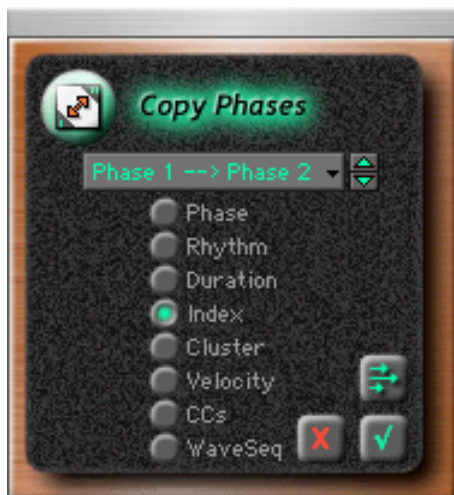 Copy Phases
Phase 1 --> Phase 2
Phase
Rhythm
Duration
Index
Cluster
Velocity
CCs
WaveSeq
X